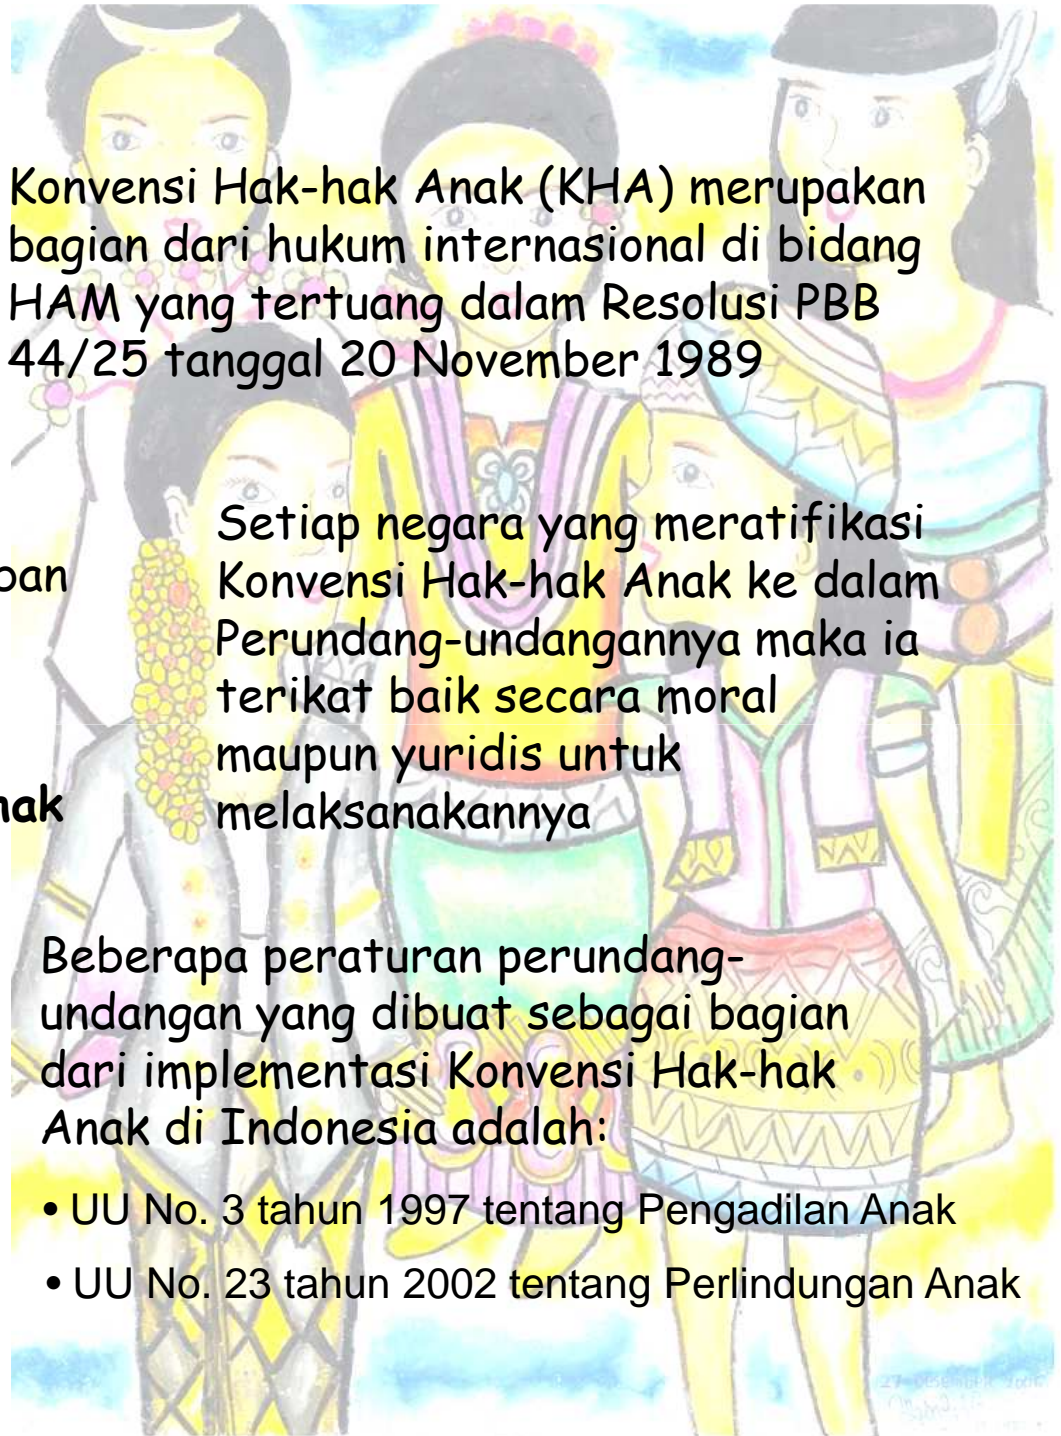 Konvensi Hak-hak Anak (KHA) merupakan
bagian dari hukum internasional di bidang
HAM yang tertuang dalam Resolusi PBB
44/25 tanggal 20 November 1989
Setiap negara yang meratifikasi
Konvensi Hak-hak Anak ke dalam
Perundang-undangannya maka ia
terikat baik secara moral
maupun yuridis untuk
melaksanakannya
Beberapa peraturan perundang-
undangan yang dibuat sebagai bagian
dari implementasi Konvensi Hak-hak
Anak di Indonesia adalah:
• UU No. 3 tahun 1997 tentang Pengadilan Anak
• UU No. 23 tahun 2002 tentang Perlindungan Anak